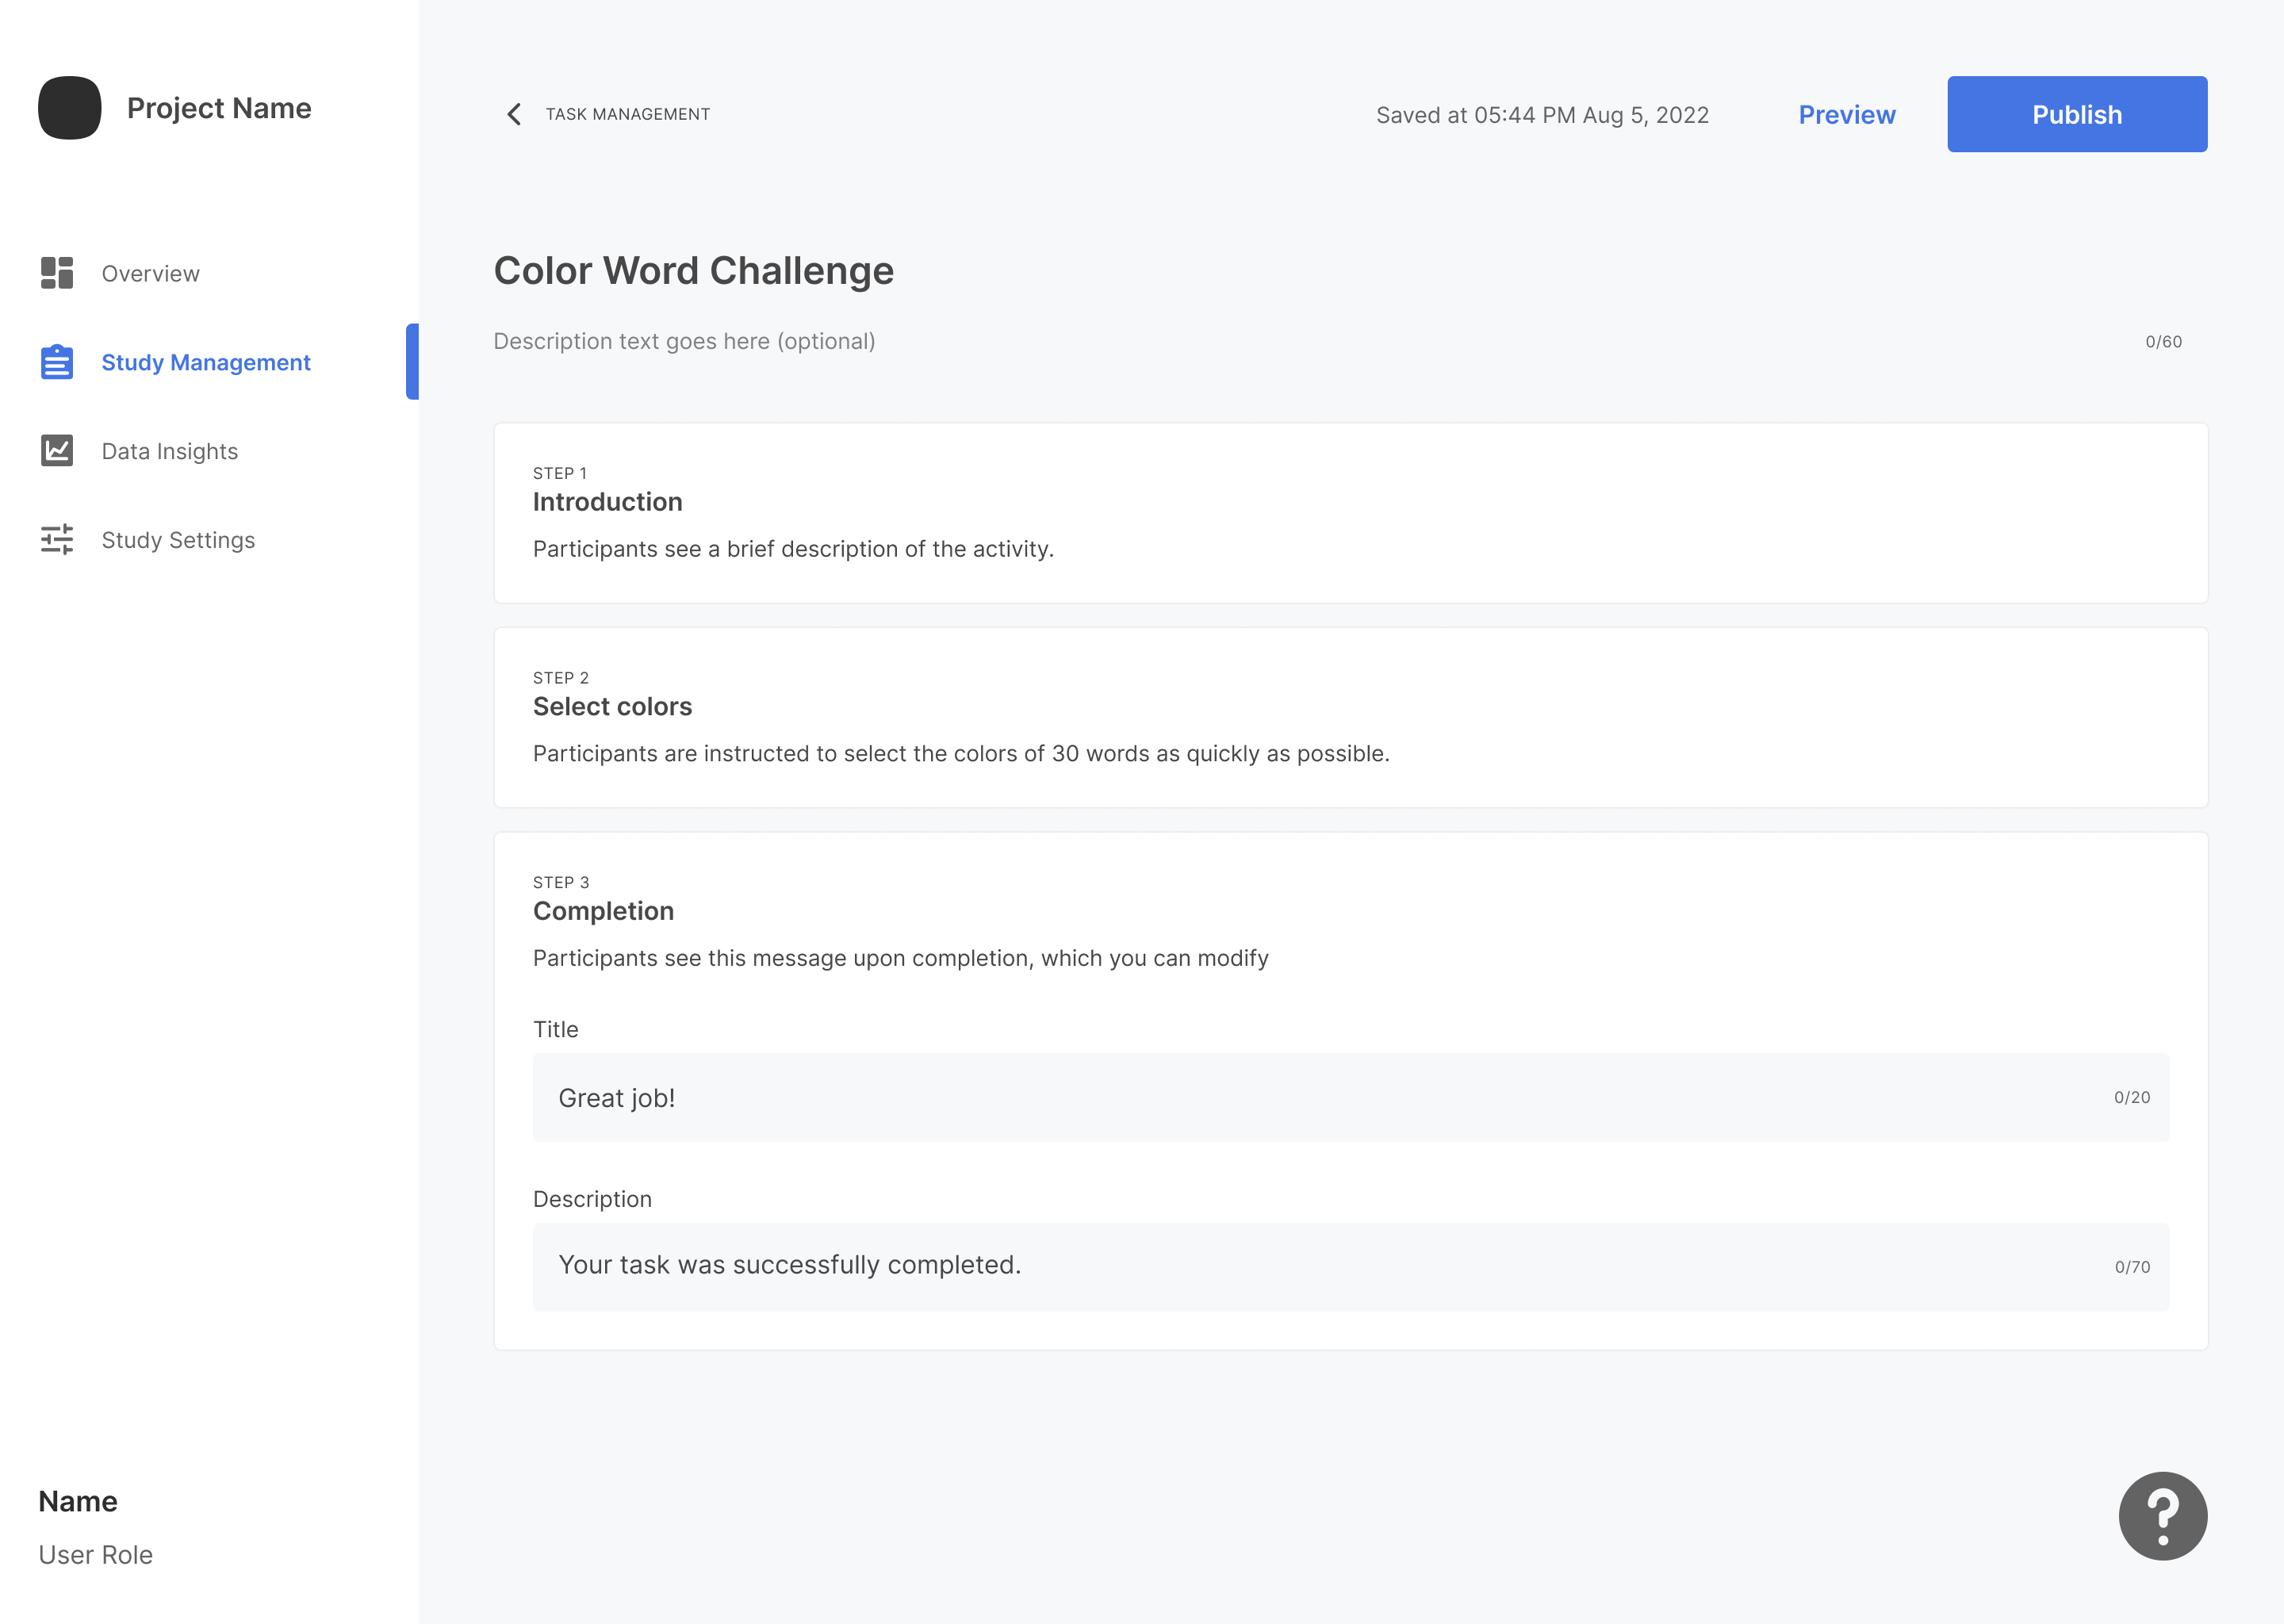 Project Name
Overview
Study Management
Data Insights
Study Settings
Name
User Role
TASK MANAGEMENT
Saved at 05:44 PM Aug 5, 2022
Preview
Publish
Color Word Challenge
Description text goes here (optional)
0/60
STEP 1
Introduction
Participants see a brief description of the activity.
STEP 2
Select colors
Participants are instructed to select the colors of 30 words as quickly as possible.
STEP 3
Completion
Participants see this message upon completion, which you can modify
Title
Great job!
0/20
Description
Your task was successfully completed.
0/70
?